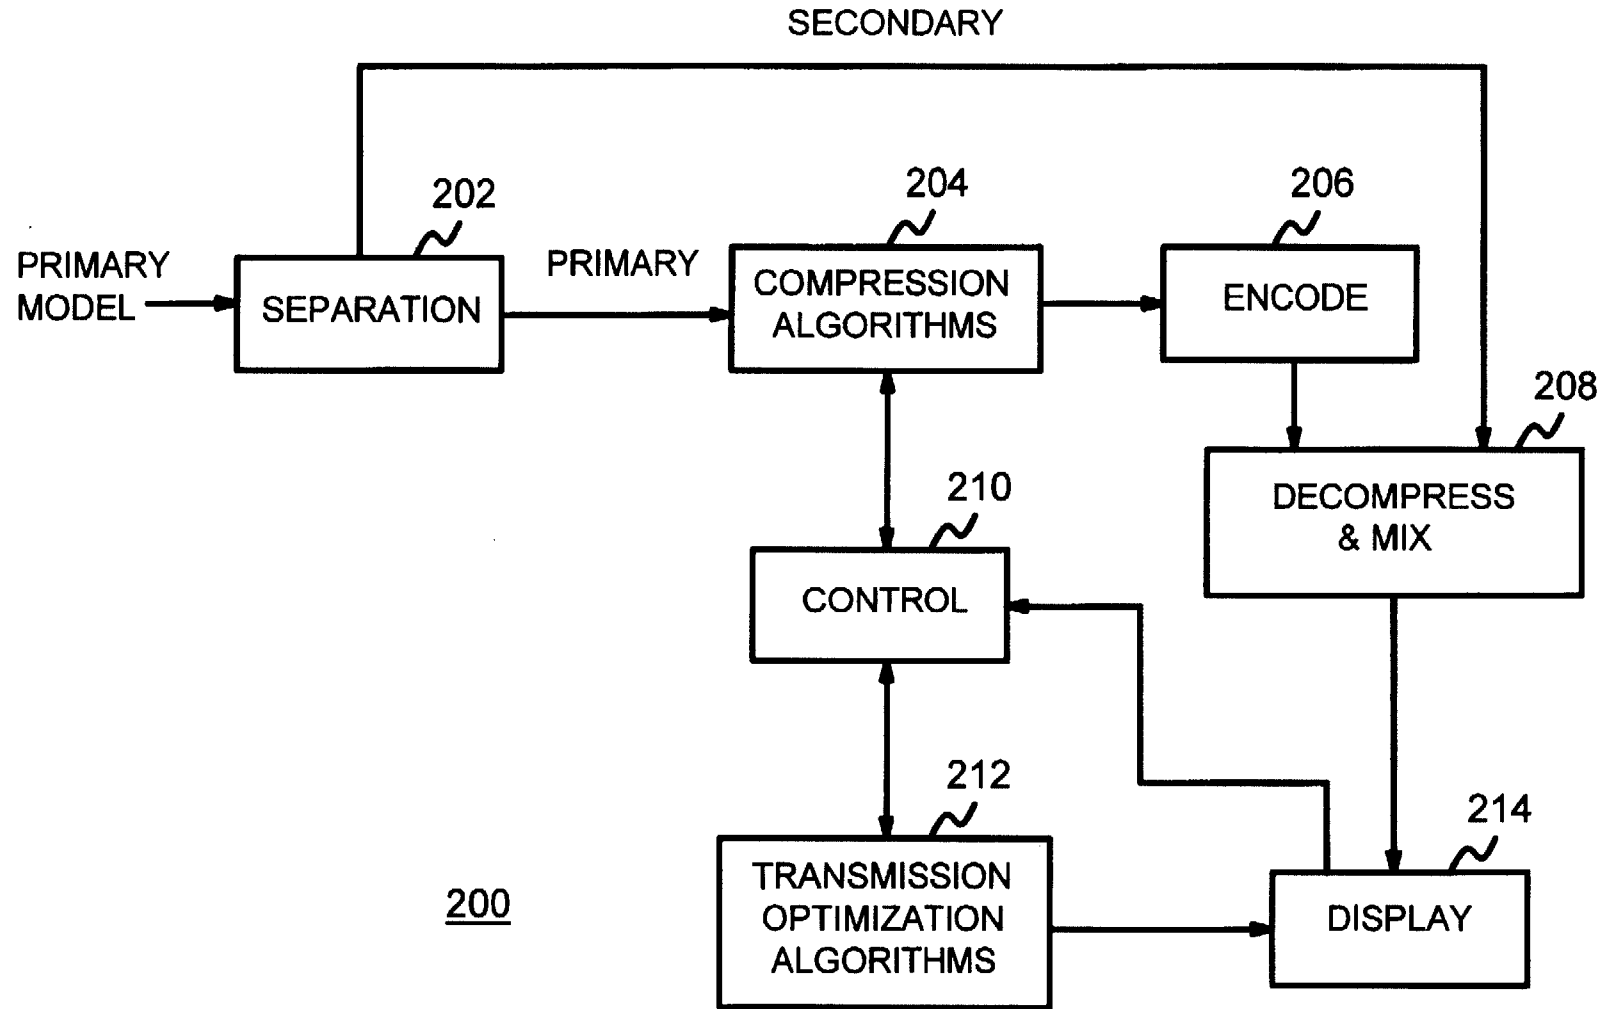 SECONDARY
202
204
206
PRIMARY
MODEL
SEPARATION
PRIMARY
COMPRESSION
ALGORITHMS
ENCODE
208
DECOMPRESS
& MIX
210
CONTROL
212
TRANSMISSION
OPTIMIZATION
ALGORITHMS
214
DISPLAY
200